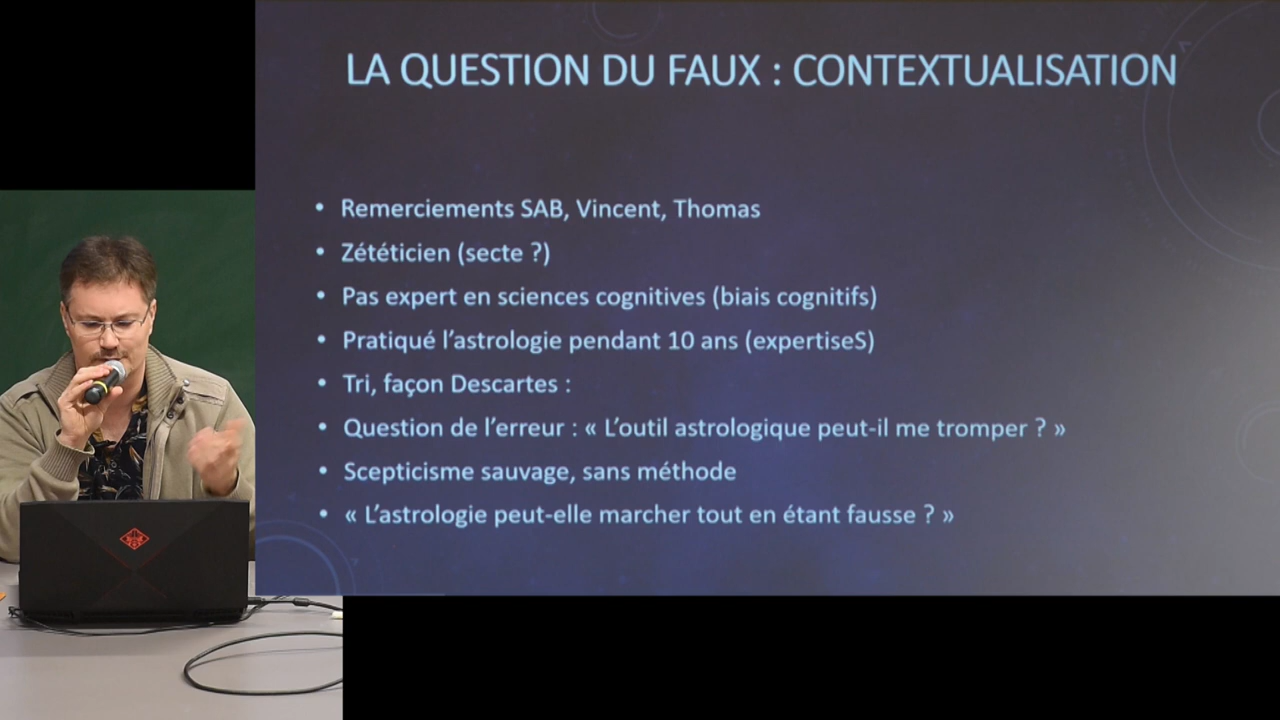 LA QUESTION DU FAUX : CONTEXTUALISATION
• Remerciements SAB, Vincent, Thomas
• Zététicien (secte ?)
• Pas expert en sciences cognitives (biais cognitifs)
• Pratiqué l’astrologie pendant 10 ans (expertiseS)
• Tri, façon Descartes :
• Question de l’erreur : « L’outil astrologique peut-il me tromper ? »
• Scepticisme sauvage, sans méthode
• « L’astrologie peut-elle marcher tout en étant fausse ? »